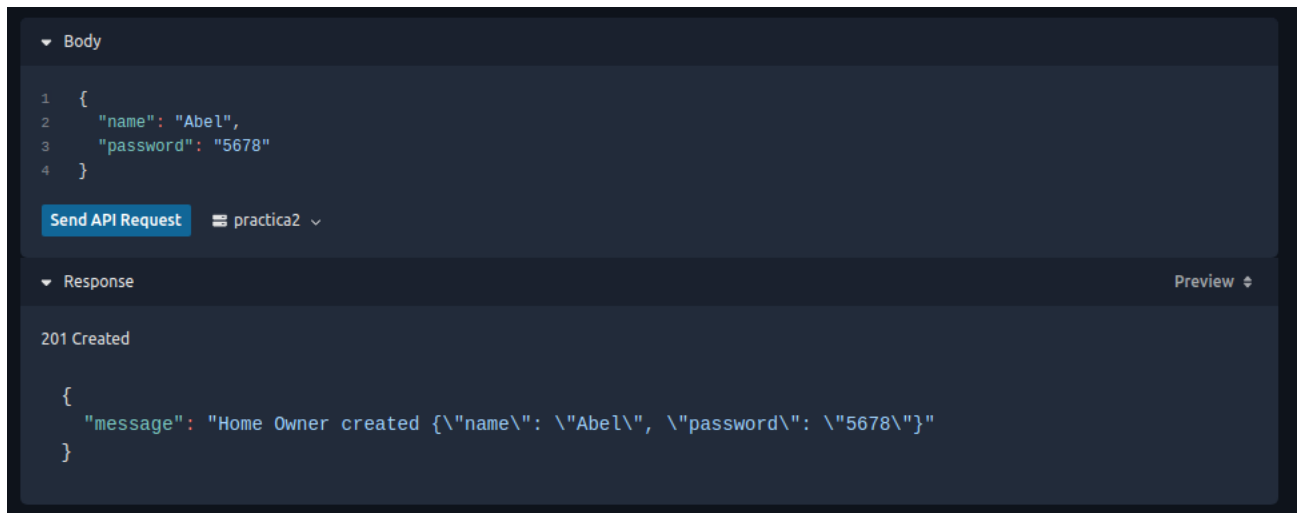 Body
1 {
2 "name": "Abel",
3 "password": "5678"
4 }
Send API Request practica2
Response Preview
201 Created
{
"message": "Home Owner created {\"name\": \"Abel\", \"password\": \"5678\"}"
}